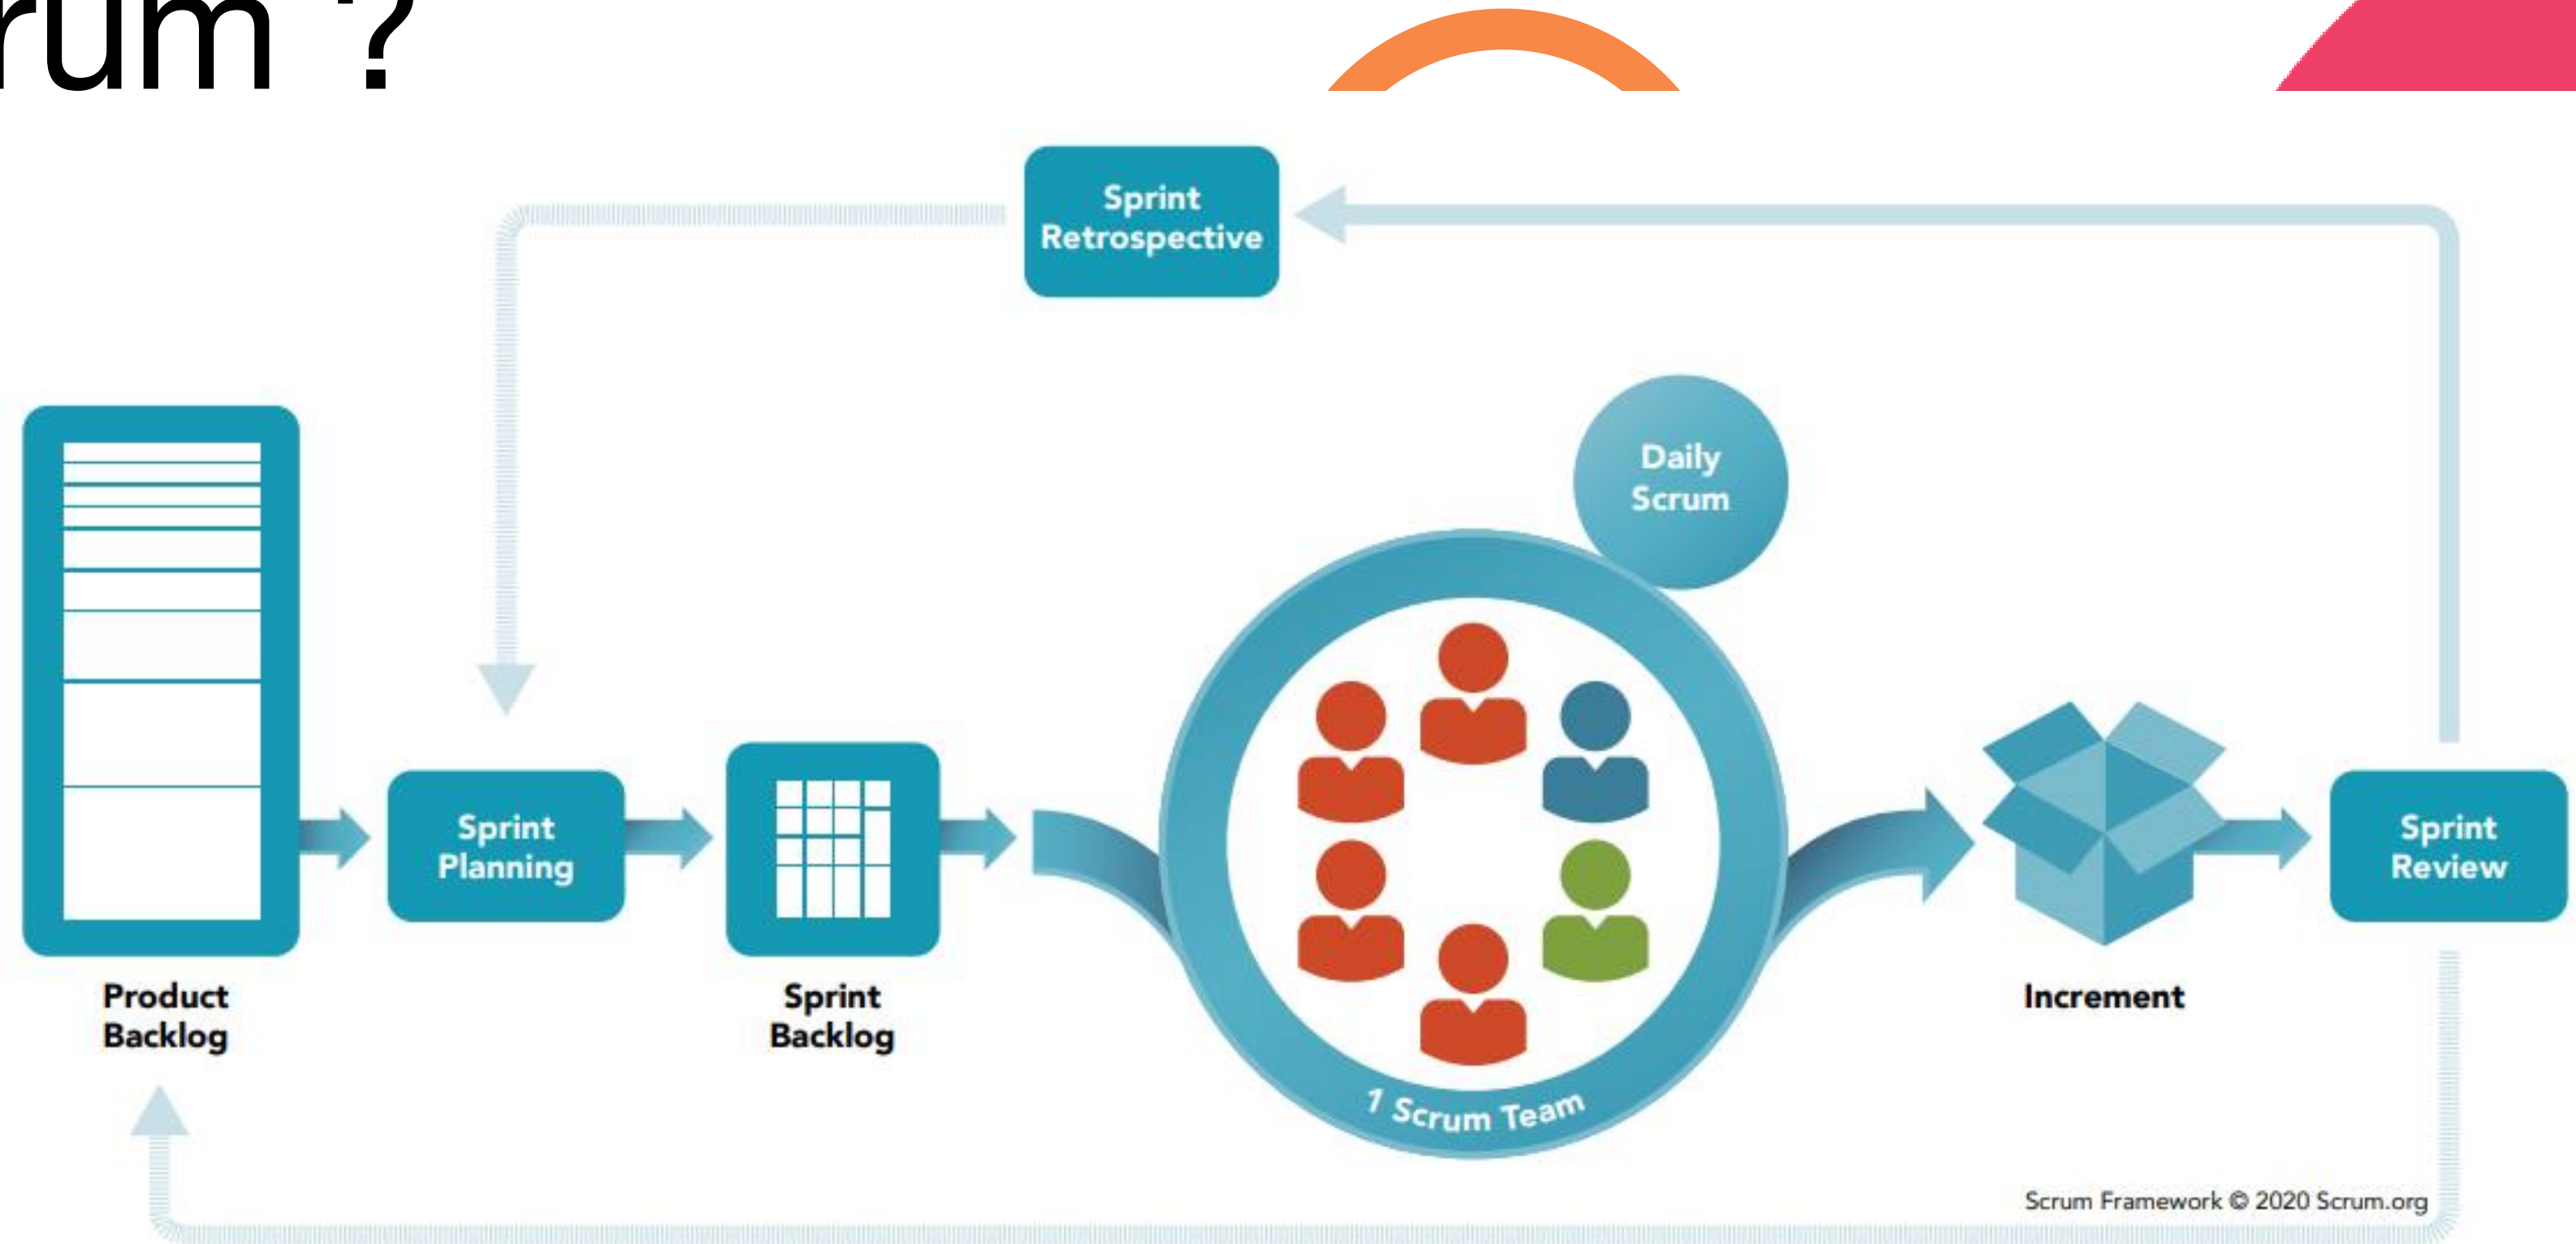 rum ?
Sprint
Retrospective
Daily
Scrum
Sprint
Planning
Sprint
Review
Product
Backlog
Sprint
Backlog
Increment
1 Scrum Team
Scrum Framework © 2020 Scrum.org